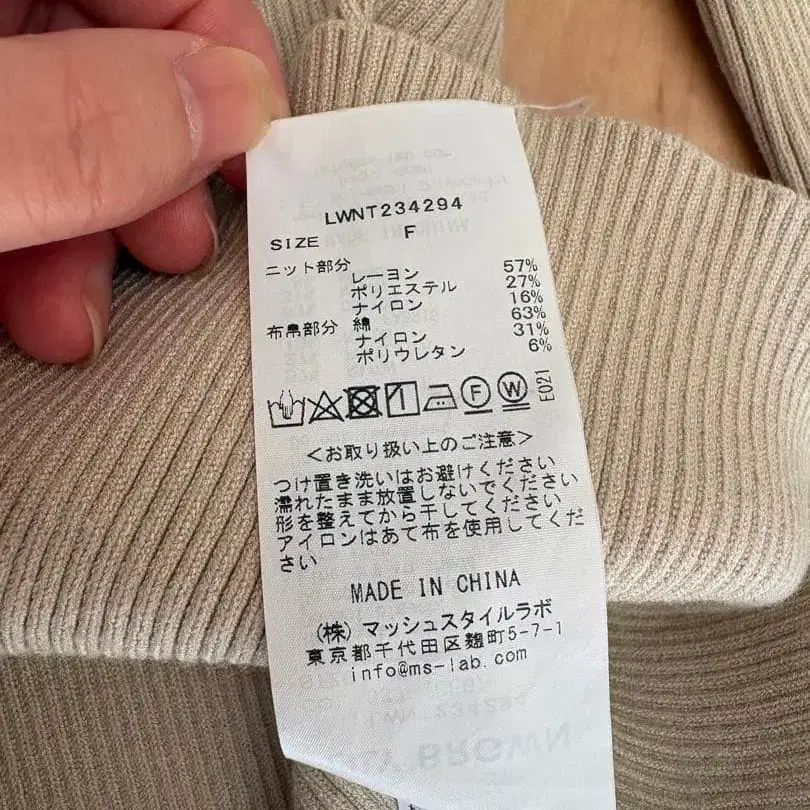 LWNT234294
SIZE F
ニット部分
レーヨン 57%
ポリエステル 27%
ナイロン 16%
布帛部分 綿 63%
ナイロン 31%
ポリウレタン 6%
F W E021
＜お取り扱い上のご注意＞
つけ置き洗いはお避けください
濡れたまま放置しないでください
形を整えてから干してください
アイロンはあて布を使用してくだ
さい
MADE IN CHINA
(株) マッシュスタイルラボ
東京都千代田区麹町5-7-1
info@ms-lab.com